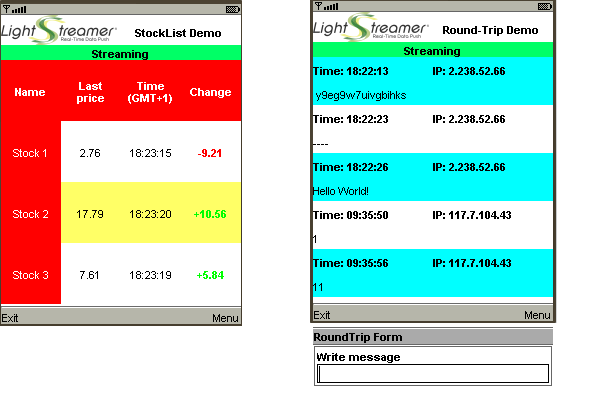 LightStreamer
Real-Time Data Push
StockList Demo
Streaming
Name Last price Time (GMT+1) Change
Stock 1 2.76 18:23:15 -9.21
Stock 2 17.79 18:23:20 +10.56
Stock 3 7.61 18:23:19 +5.84
Exit Menu
LightStreamer
Real-Time Data Push
Round-Trip Demo
Streaming
Time: 18:22:13 IP: 2.238.52.66
y9eg9w7uivgbihks
Time: 18:22:23 IP: 2.238.52.66
----
Time: 18:22:26 IP: 2.238.52.66
Hello World!
Time: 09:35:50 IP: 117.7.104.43
1
Time: 09:35:56 IP: 117.7.104.43
11
Exit Menu
RoundTrip Form
Write message